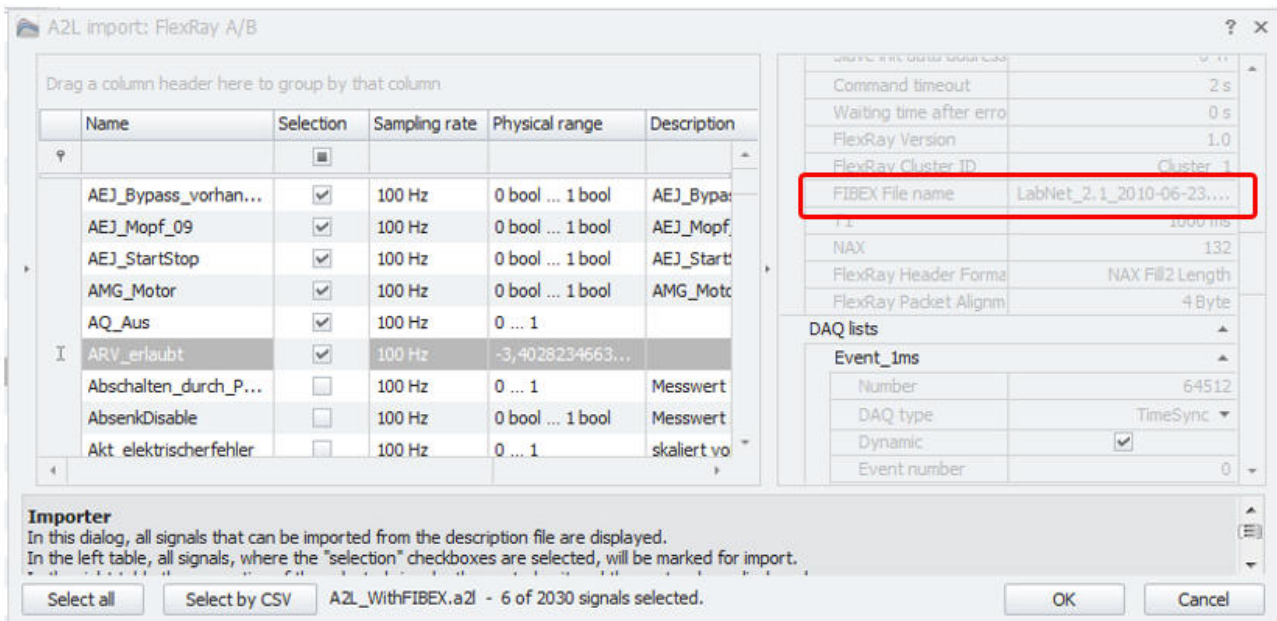 A2L import: FlexRay A/B
? ×
Drag a column header here to group by that column
Name Selection Sampling rate Physical range Description
AEJ_Bypass_vorhan... 100 Hz 0 bool ... 1 bool AEJ_Bypas
AEJ_Mopf_09 100 Hz 0 bool ... 1 bool AEJ_Mopf_
AEJ_StartStop 100 Hz 0 bool ... 1 bool AEJ_Start
AMG_Motor 100 Hz 0 bool ... 1 bool AMG_Moto
AQ_Aus 100 Hz 0 ... 1
ARV_erlaubt 100 Hz -3,4028234663...
Abschalten_durch_P... 100 Hz 0 ... 1 Messwert
AbsenkDisable 100 Hz 0 bool ... 1 bool Messwert
Akt_elektrischerfehler 100 Hz 0 ... 1 skaliert vo
Command timeout 2 s
Waiting time after erro 0 s
FlexRay Version 1.0
FlexRay Cluster ID Cluster_1
FIBEX File name LabNet_2.1_2010-06-23....
T1 1000 ms
NAX 132
FlexRay Header Forma NAX Fill2 Length
FlexRay Packet Alignm 4 Byte
DAQ lists
Event_1ms
Number 64512
DAQ type TimeSync
Dynamic
Event number 0
Importer
In this dialog, all signals that can be imported from the description file are displayed.
In the left table, all signals, where the "selection" checkboxes are selected, will be marked for import.
Select all Select by CSV A2L_WithFIBEX.a2l - 6 of 2030 signals selected. OK Cancel